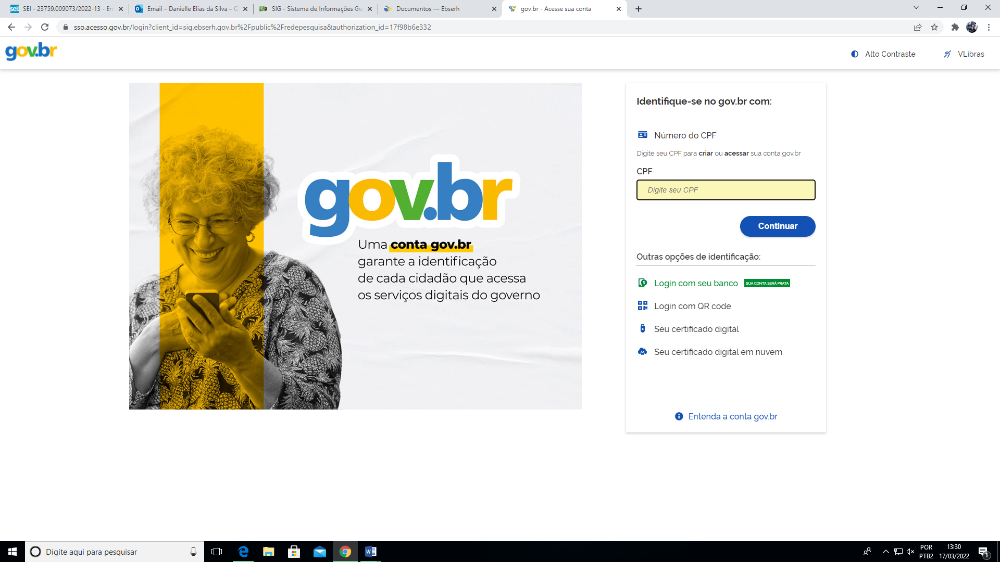 SEI - 23759.009073/2022-13 - En
Email – Danielle Elias da Silva – O
SIG - Sistema de Informações Ge
Documentos — Ebserh
gov.br - Acesse sua conta
sso.acesso.gov.br/login?client_id=sig.ebserh.gov.br%2Fpublic%2Fredepesquisa&authorization_id=17f98b6e332
gov.br
Alto Contraste
VLibras
gov.br
Uma conta gov.br
garante a identificação
de cada cidadão que acessa
os serviços digitais do governo
Identifique-se no gov.br com:
Número do CPF
Digite seu CPF para criar ou acessar sua conta gov.br
CPF
Digite seu CPF
Continuar
Outras opções de identificação:
Login com seu banco
SUA CONTA SERÁ PRATA
Login com QR code
Seu certificado digital
Seu certificado digital em nuvem
Entenda a conta gov.br
Digite aqui para pesquisar
POR
PTB2
13:30
17/03/2022
1